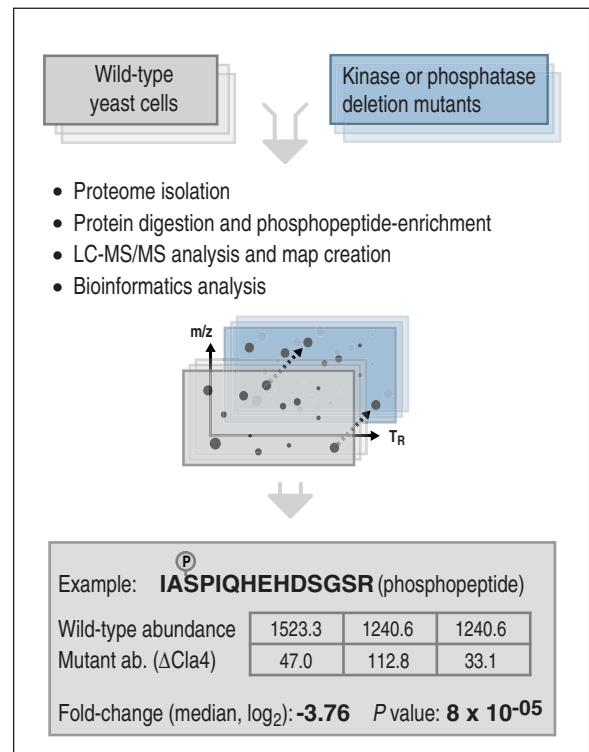 Wild-type
yeast cells
Kinase or phosphatase
deletion mutants
• Proteome isolation
• Protein digestion and phosphopeptide-enrichment
• LC-MS/MS analysis and map creation
• Bioinformatics analysis
m/z
TR
P
Example: IASPIQHEHDSGSR (phosphopeptide)
Wild-type abundance 1523.3 1240.6 1240.6
Mutant ab. (ΔCla4) 47.0 112.8 33.1
Fold-change (median, log2): -3.76 P value: 8 x 10-05